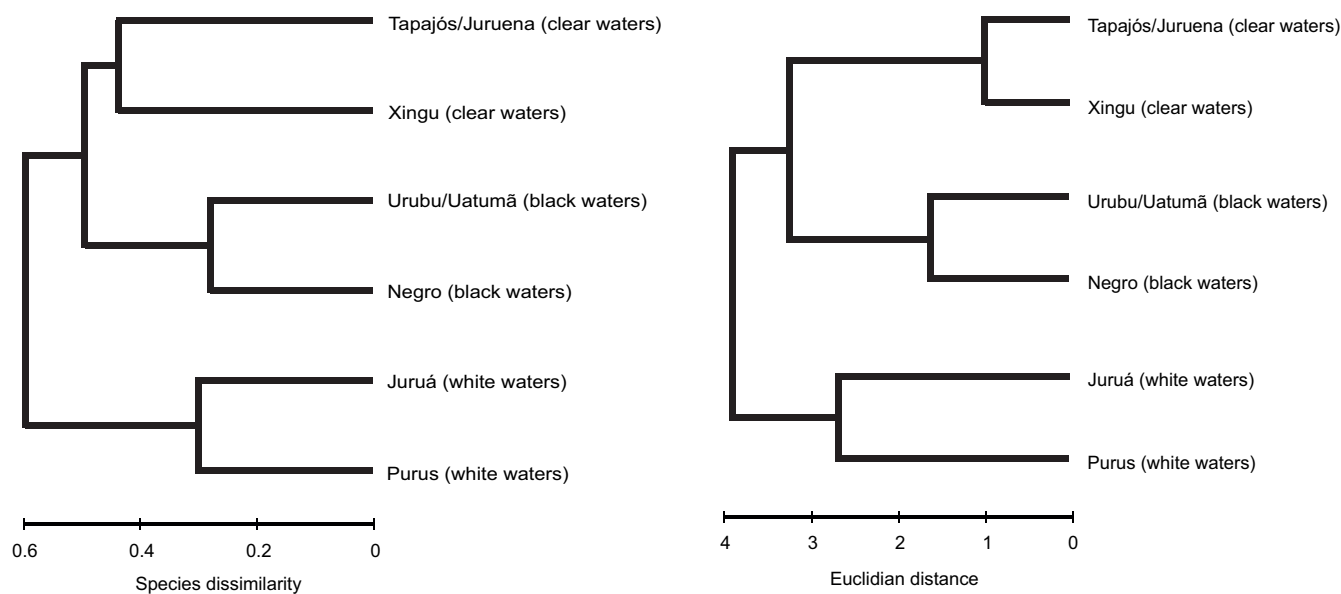 Tapajós/Juruena (clear waters)
Xingu (clear waters)
Urubu/Uatumã (black waters)
Negro (black waters)
Juruá (white waters)
Purus (white waters)
0.6 0.4 0.2 0
Species dissimilarity
Tapajós/Juruena (clear waters)
Xingu (clear waters)
Urubu/Uatumã (black waters)
Negro (black waters)
Juruá (white waters)
Purus (white waters)
4 3 2 1 0
Euclidian distance